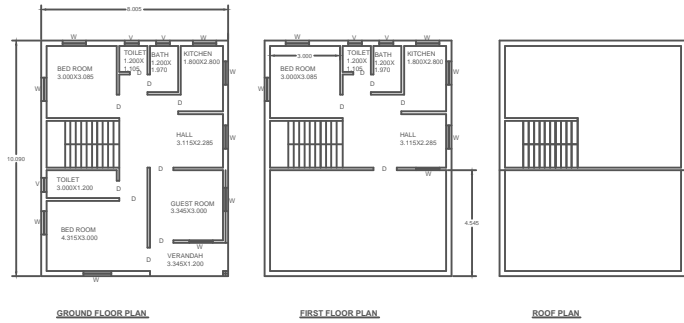 8.005
W V V W
TOILET
1.200X
1.105
BATH
1.200X
1.970
KITCHEN
1.800X2.800
BED ROOM
3.000X3.085
W
W
D
D
D
D
10.090
HALL
3.115X2.285
W
D
TOILET
3.000X1.200
V
D
D
GUEST ROOM
3.345X3.000
W
BED ROOM
4.315X3.000
W
D
W
D
VERANDAH
3.345X1.200
W
GROUND FLOOR PLAN
W V V W
3.000
TOILET
1.200X
1.105
BATH
1.200X
1.970
KITCHEN
1.800X2.800
BED ROOM
3.000X3.085
W
W
D
D
D
D
HALL
3.115X2.285
W
D
W
4.545
FIRST FLOOR PLAN
ROOF PLAN